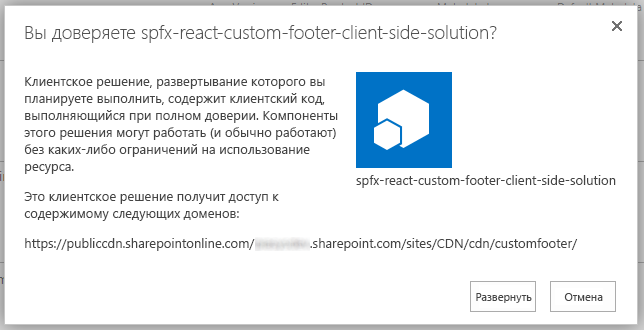 Вы доверяете spfx-react-custom-footer-client-side-solution?
Клиентское решение, развертывание которого вы
планируете выполнить, содержит клиентский код,
выполняющийся при полном доверии. Компоненты
этого решения могут работать (и обычно работают)
без каких-либо ограничений на использование
ресурса.
spfx-react-custom-footer-client-side-solution
Это клиентское решение получит доступ к
содержимому следующих доменов:
https://publiccdn.sharepointonline.com/ .sharepoint.com/sites/CDN/cdn/customfooter/
Развернуть
Отмена